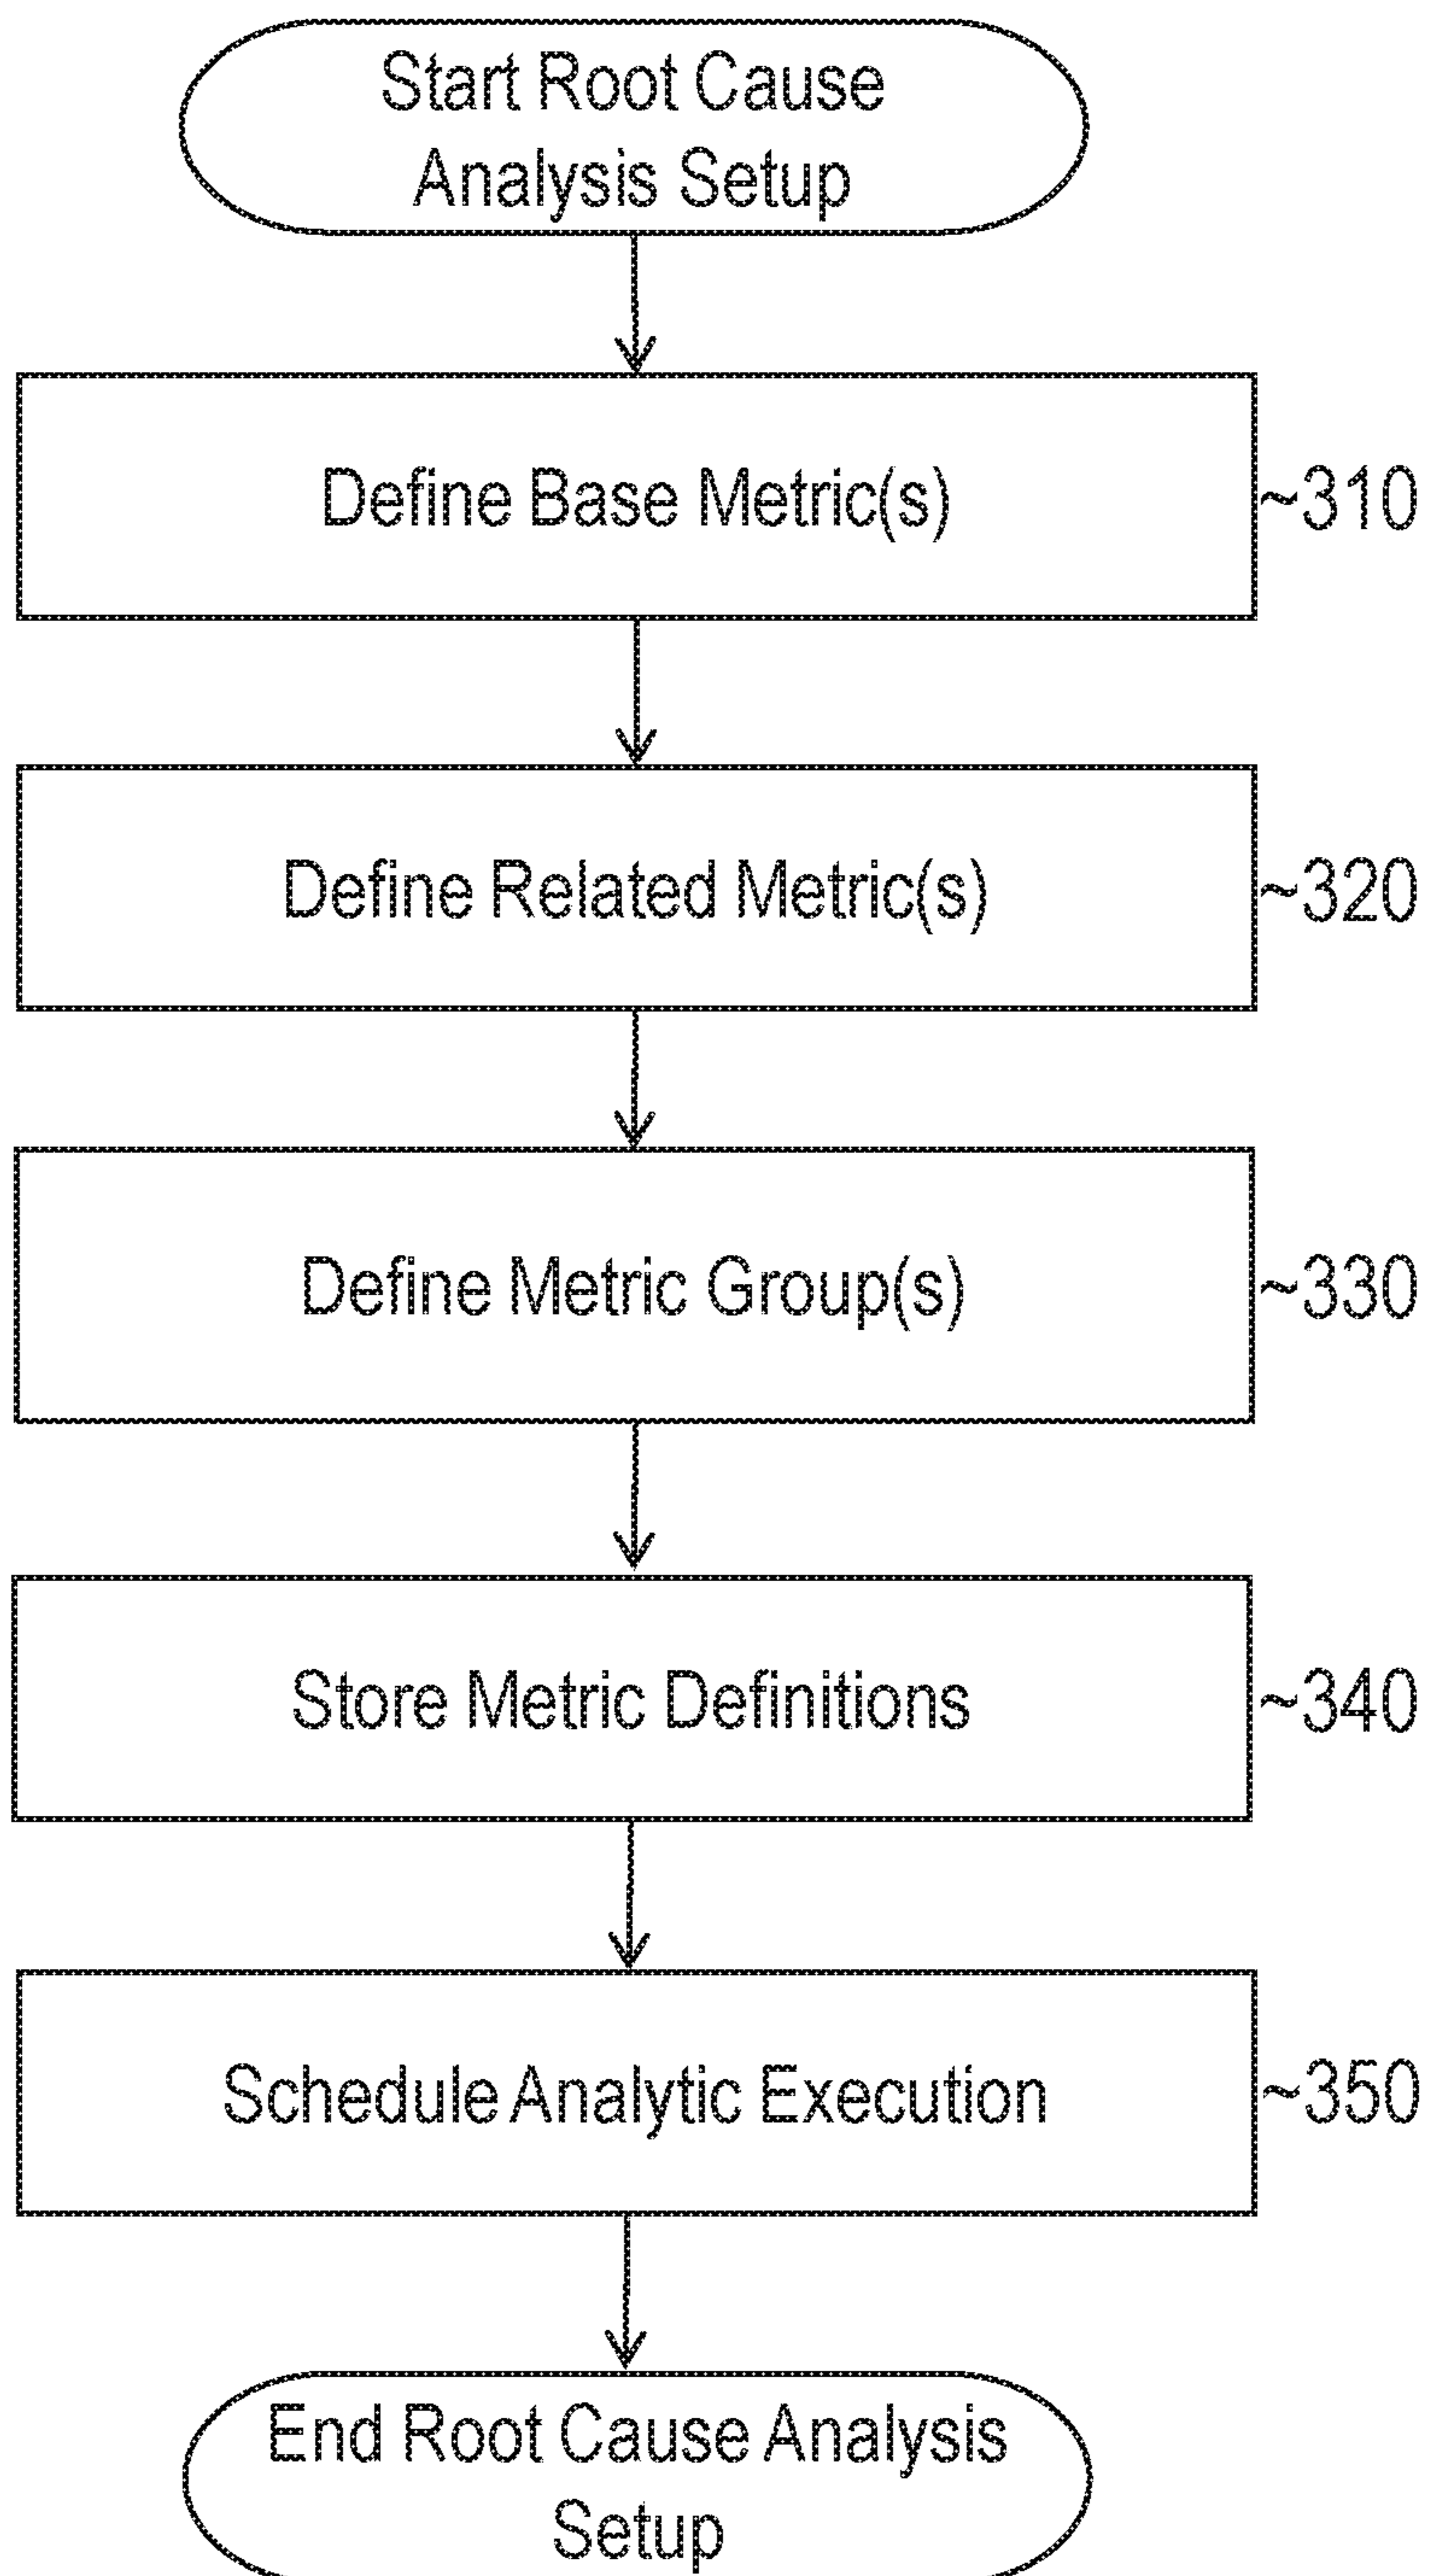 Start Root Cause
Analysis Setup
Define Base Metric(s)
~310
Define Related Metric(s)
~320
Define Metric Group(s)
~330
Store Metric Definitions
~340
Schedule Analytic Execution
~350
End Root Cause Analysis
Setup